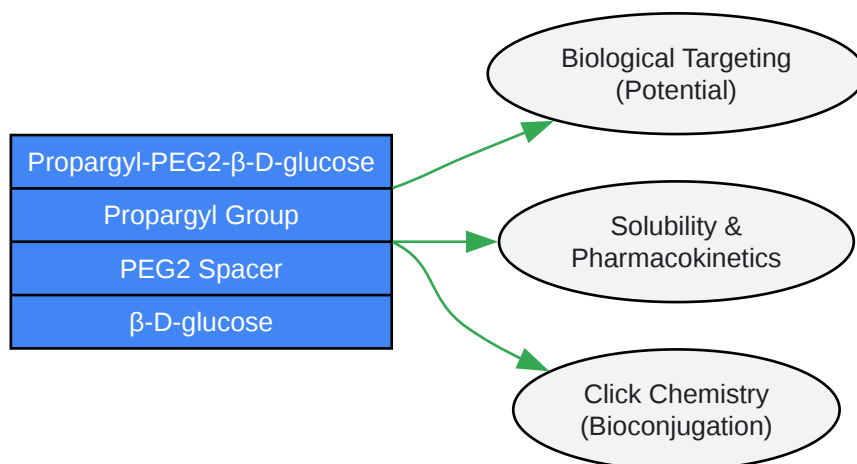 Propargyl-PEG2-β-D-glucose
Propargyl Group
PEG2 Spacer
β-D-glucose
Biological Targeting
(Potential)
Solubility &
Pharmacokinetics
Click Chemistry
(Bioconjugation)